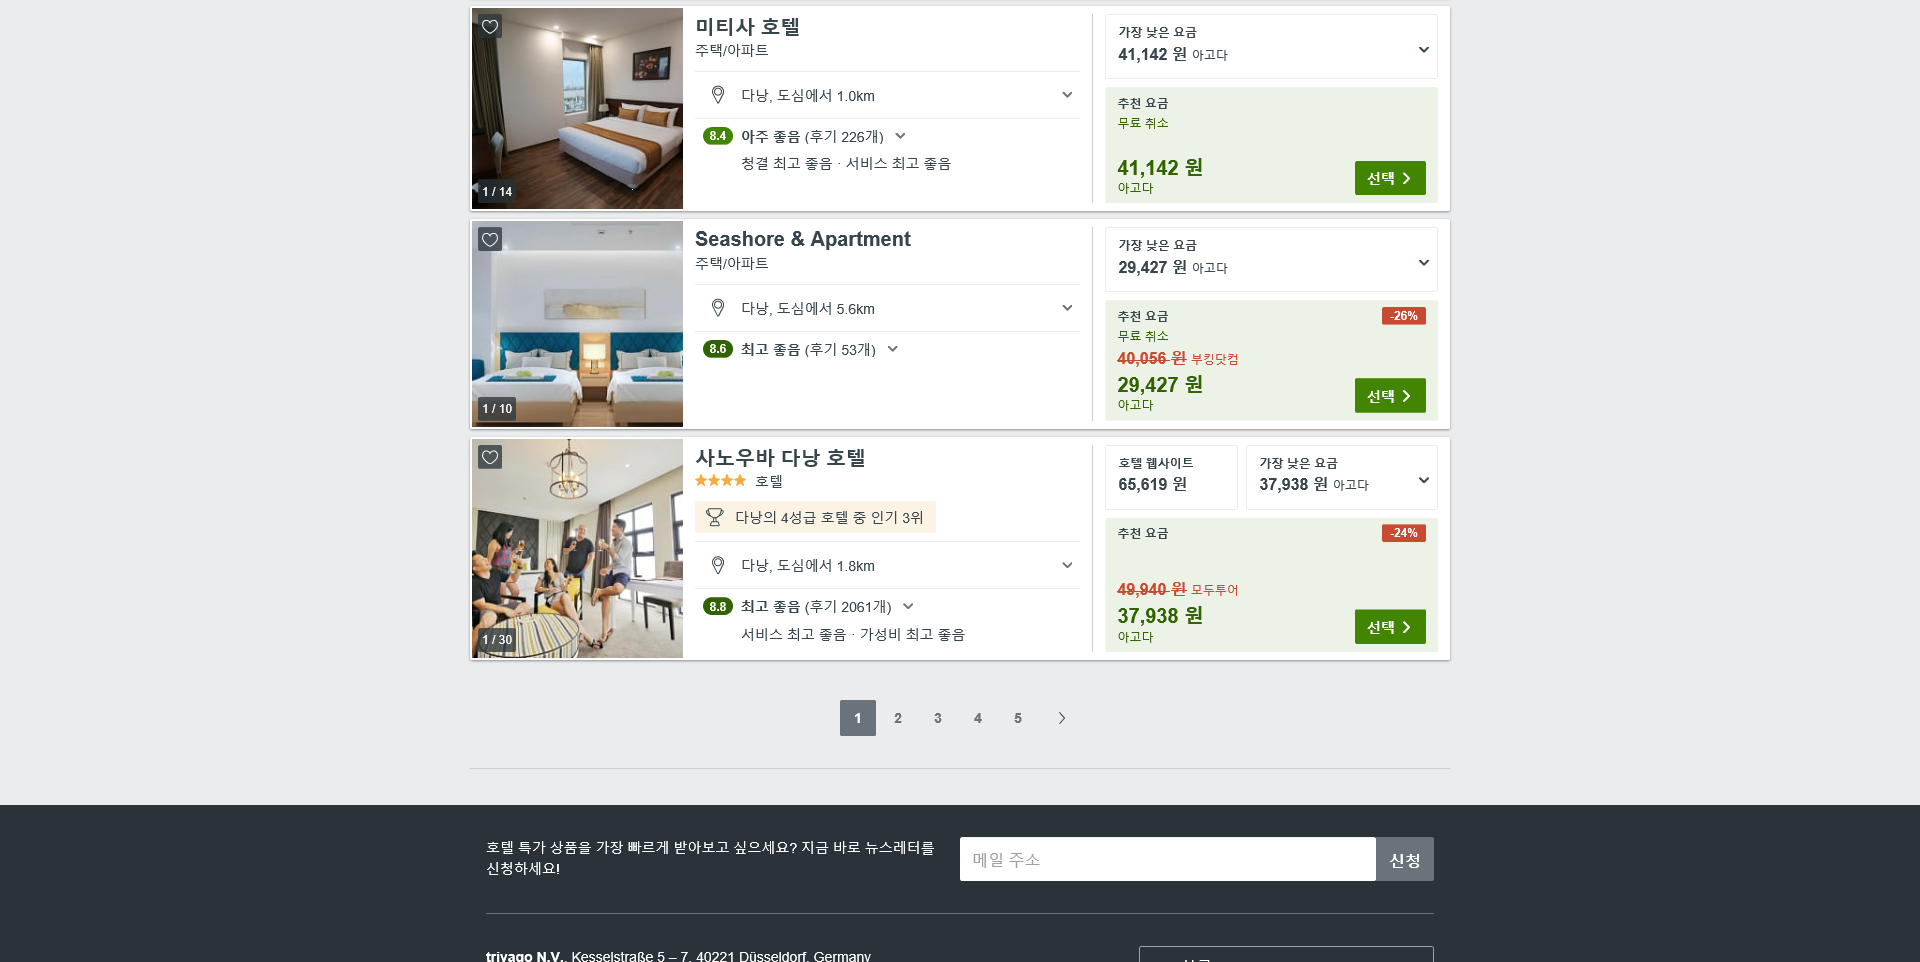 미티사 호텔
주택/아파트
다낭, 도심에서 1.0km
8.4 아주 좋음 (후기 226개)
청결 최고 좋음 · 서비스 최고 좋음
1 / 14
가장 낮은 요금
41,142 원 아고다
추천 요금
무료 취소
41,142 원
아고다
선택
Seashore & Apartment
주택/아파트
다낭, 도심에서 5.6km
8.6 최고 좋음 (후기 53개)
1 / 10
가장 낮은 요금
29,427 원 아고다
추천 요금
-26%
무료 취소
40,056 원 부킹닷컴
29,427 원
아고다
선택
사노우바 다낭 호텔
호텔
다낭의 4성급 호텔 중 인기 3위
다낭, 도심에서 1.8km
8.8 최고 좋음 (후기 2061개)
서비스 최고 좋음 · 가성비 최고 좋음
1 / 30
호텔 웹사이트
65,619 원
가장 낮은 요금
37,938 원 아고다
추천 요금
-24%
49,940 원 모두투어
37,938 원
아고다
선택
1 2 3 4 5
호텔 특가 상품을 가장 빠르게 받아보고 싶으세요? 지금 바로 뉴스레터를
신청하세요!
메일 주소
신청
trivago N.V., Kesselstraße 5 – 7, 40221 Düsseldorf, Germany